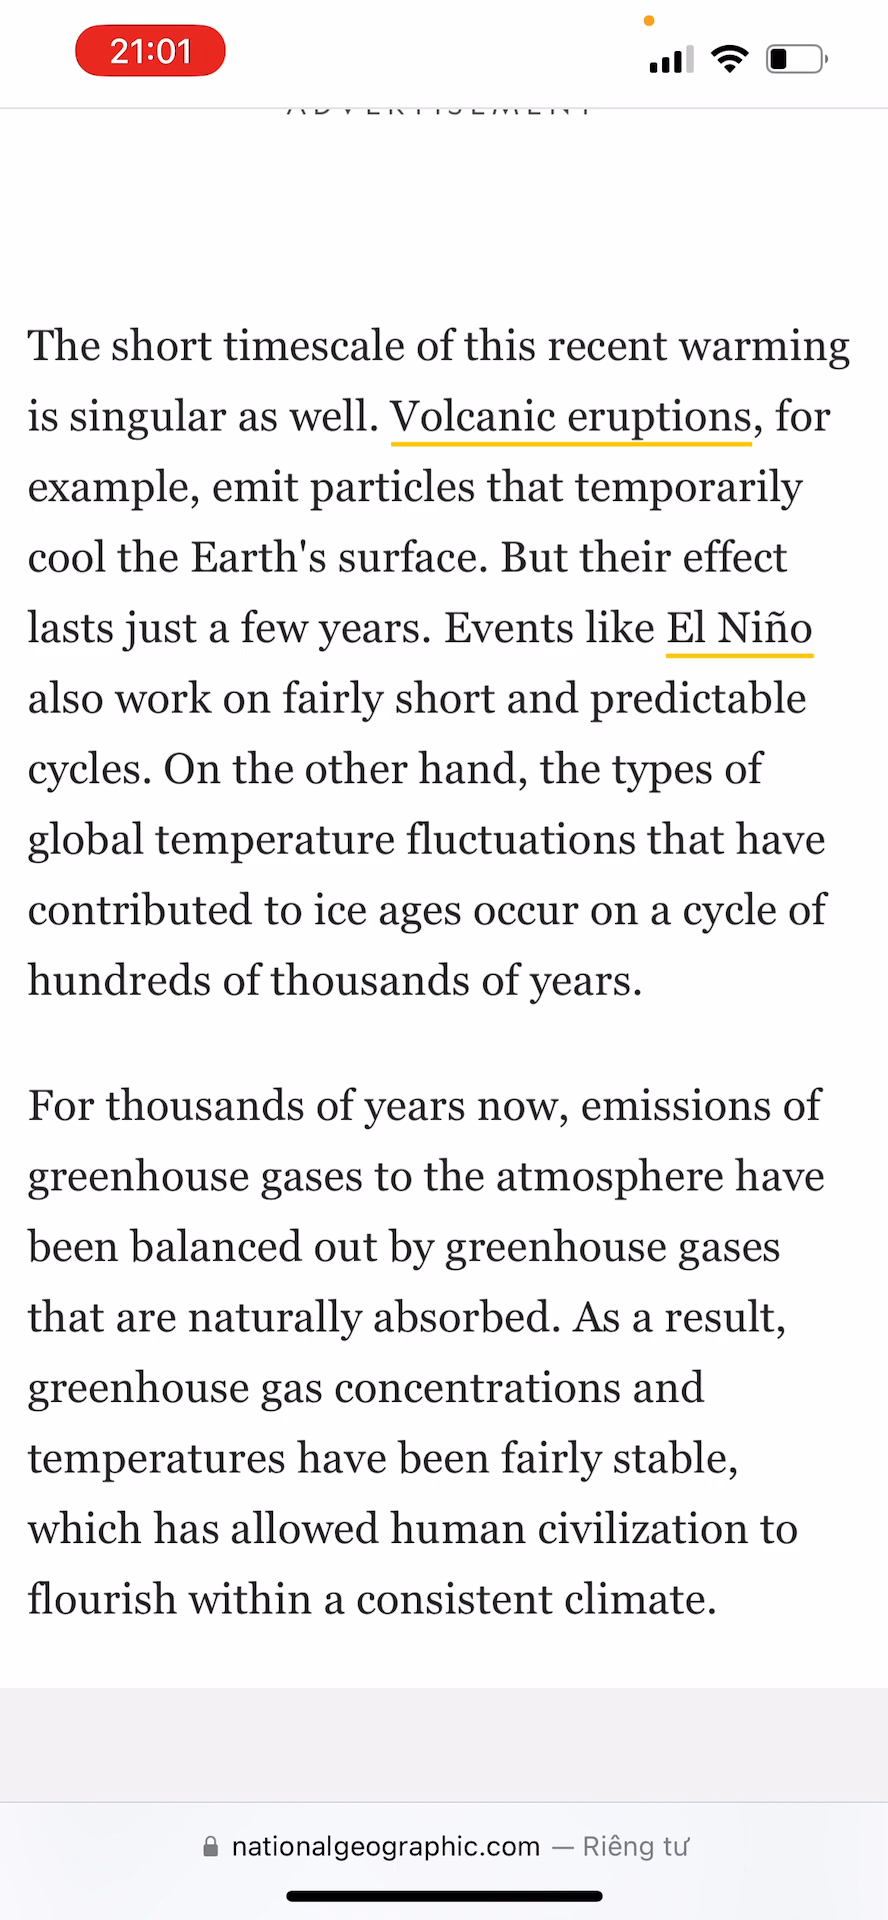 21:01
ADVERTISEMENT
The short timescale of this recent warming
is singular as well. Volcanic eruptions, for
example, emit particles that temporarily
cool the Earth's surface. But their effect
lasts just a few years. Events like El Niño
also work on fairly short and predictable
cycles. On the other hand, the types of
global temperature fluctuations that have
contributed to ice ages occur on a cycle of
hundreds of thousands of years.
For thousands of years now, emissions of
greenhouse gases to the atmosphere have
been balanced out by greenhouse gases
that are naturally absorbed. As a result,
greenhouse gas concentrations and
temperatures have been fairly stable,
which has allowed human civilization to
flourish within a consistent climate.
nationalgeographic.com — Riêng tư